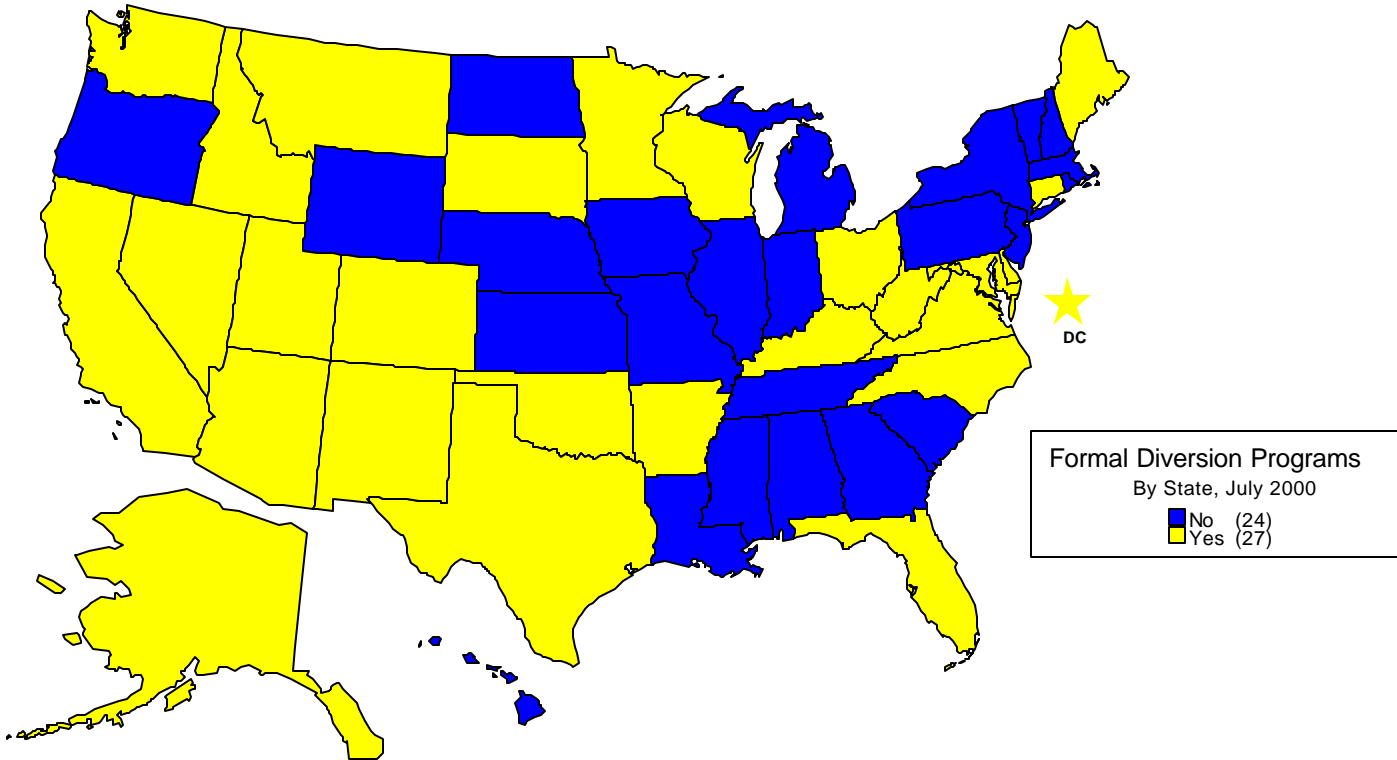 DC
Formal Diversion Programs
By State, July 2000
No (24)
Yes (27)